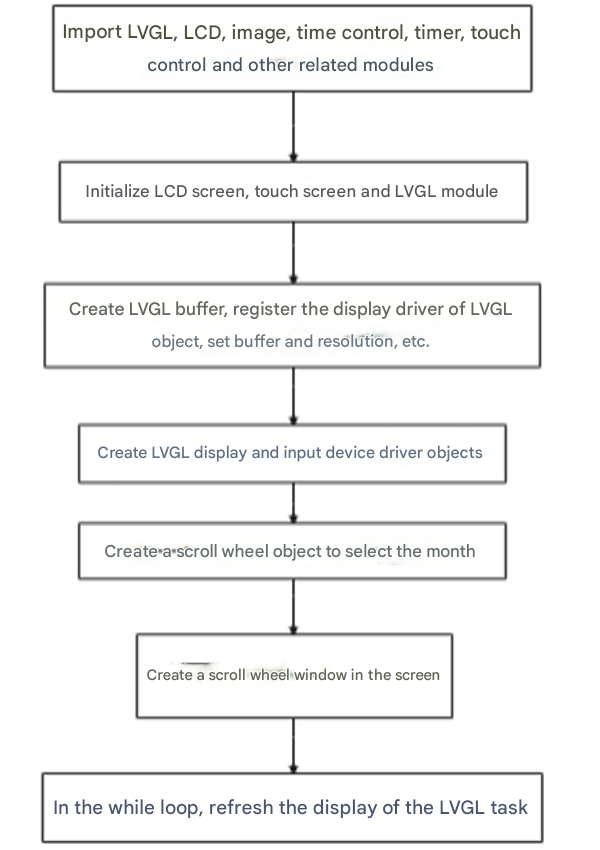 Import LVGL, LCD, image, time control, timer, touch
control and other related modules
Initialize LCD screen, touch screen and LVGL module
Create LVGL buffer, register the display driver of LVGL
object, set buffer and resolution, etc.
Create LVGL display and input device driver objects
Create a scroll wheel object to select the month
Create a scroll wheel window in the screen
In the while loop, refresh the display of the LVGL task